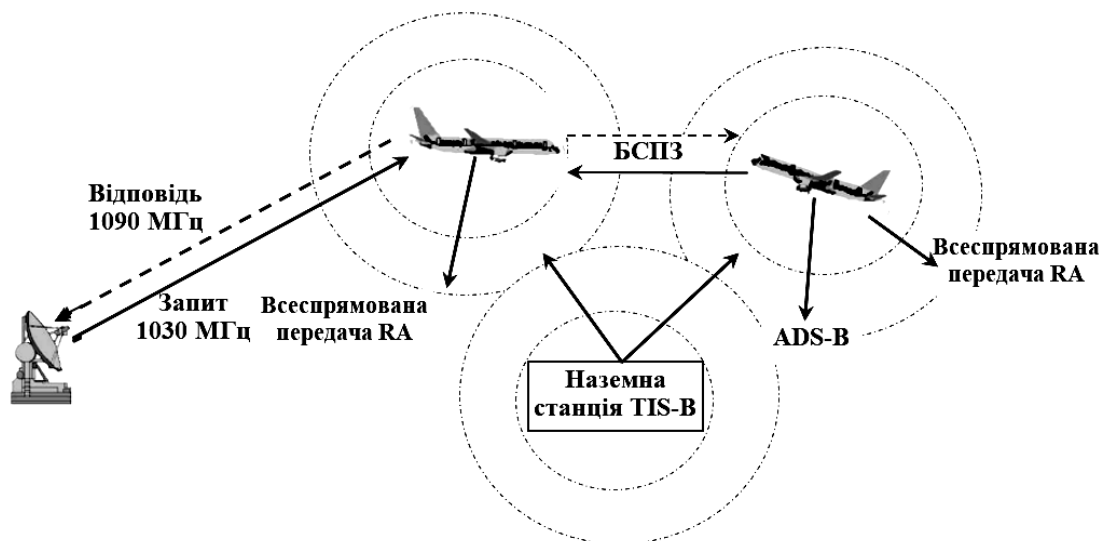 БСПЗ
Відповідь
1090 МГц
Запит
1030 МГц
Всеспрямована
передача RA
Всеспрямована
передача RA
ADS-B
Наземна
станція TIS-B